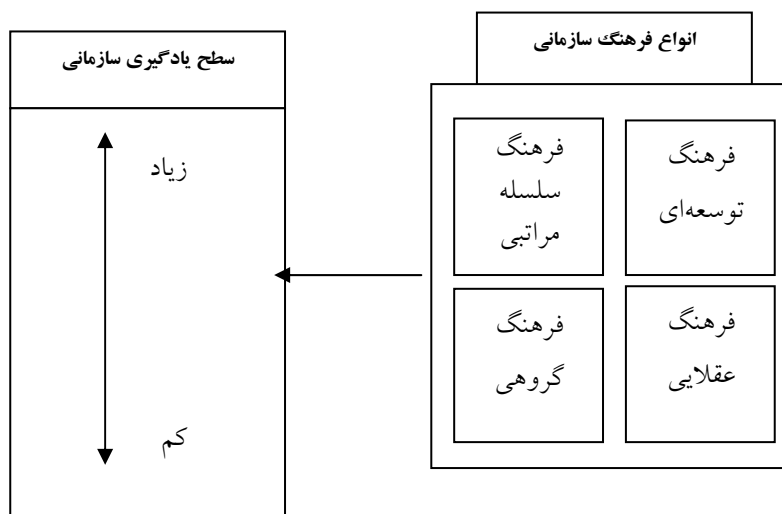 انواع فرهنگ سازمانی
فرهنگ
توسعه‌ای
فرهنگ
سلسله
مراتبی
فرهنگ
عقلایی
فرهنگ
گروهی
سطح یادگیری سازمانی
زیاد
کم